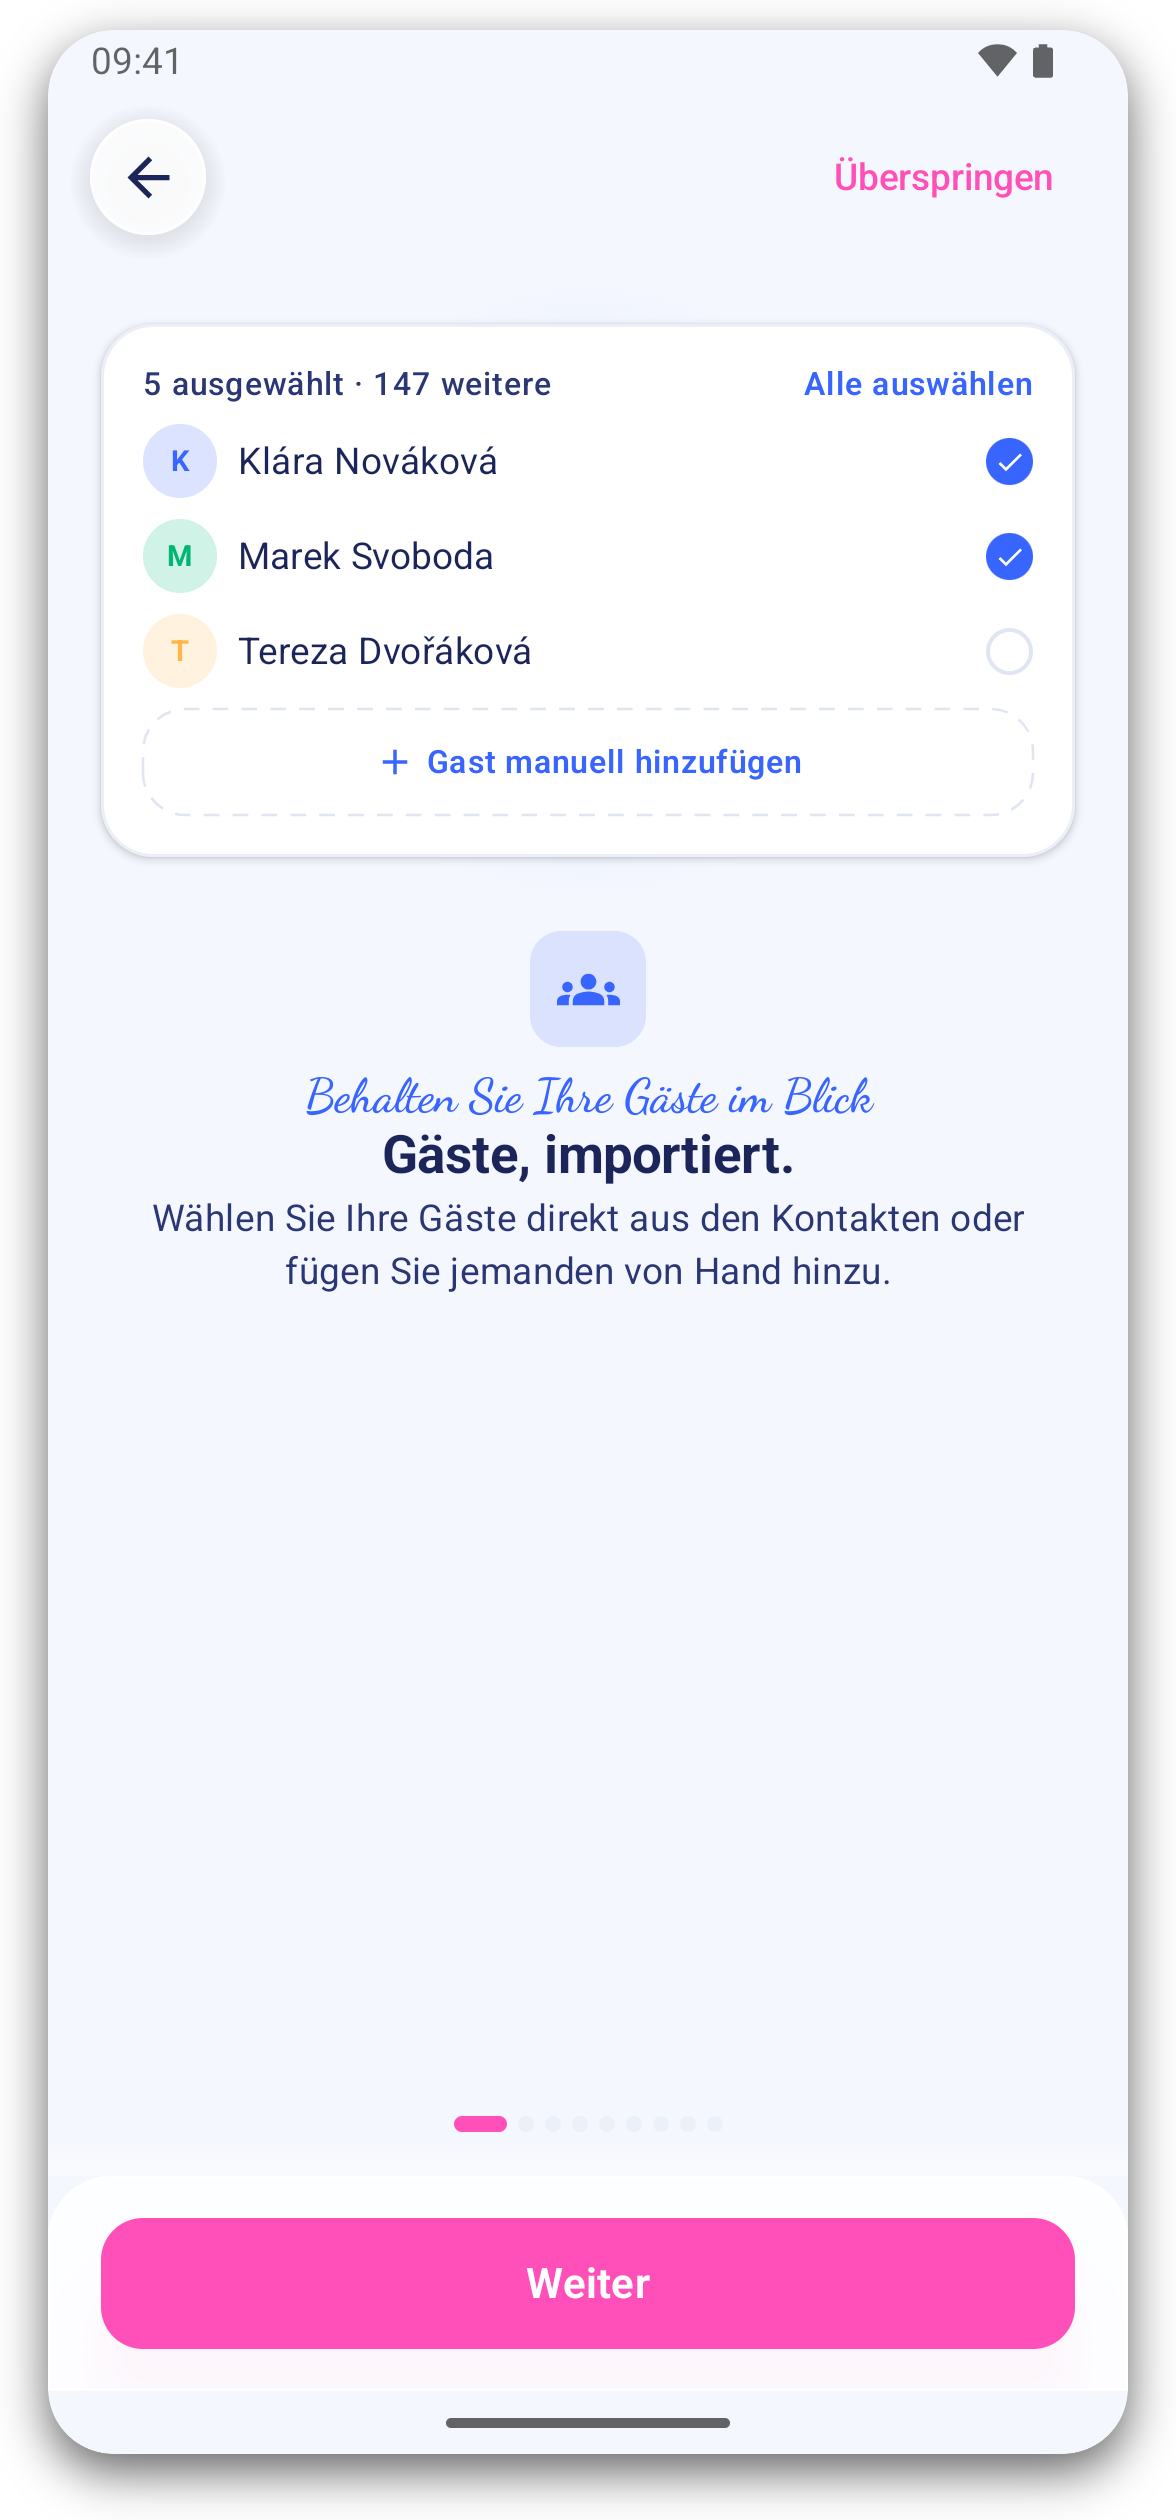 09:41
Überspringen
5 ausgewählt · 147 weitere
Alle auswählen
K
Klára Nováková
M
Marek Svoboda
T
Tereza Dvořáková
+ Gast manuell hinzufügen
Behalten Sie Ihre Gäste im Blick
Gäste, importiert.
Wählen Sie Ihre Gäste direkt aus den Kontakten oder
fügen Sie jemanden von Hand hinzu.
Weiter